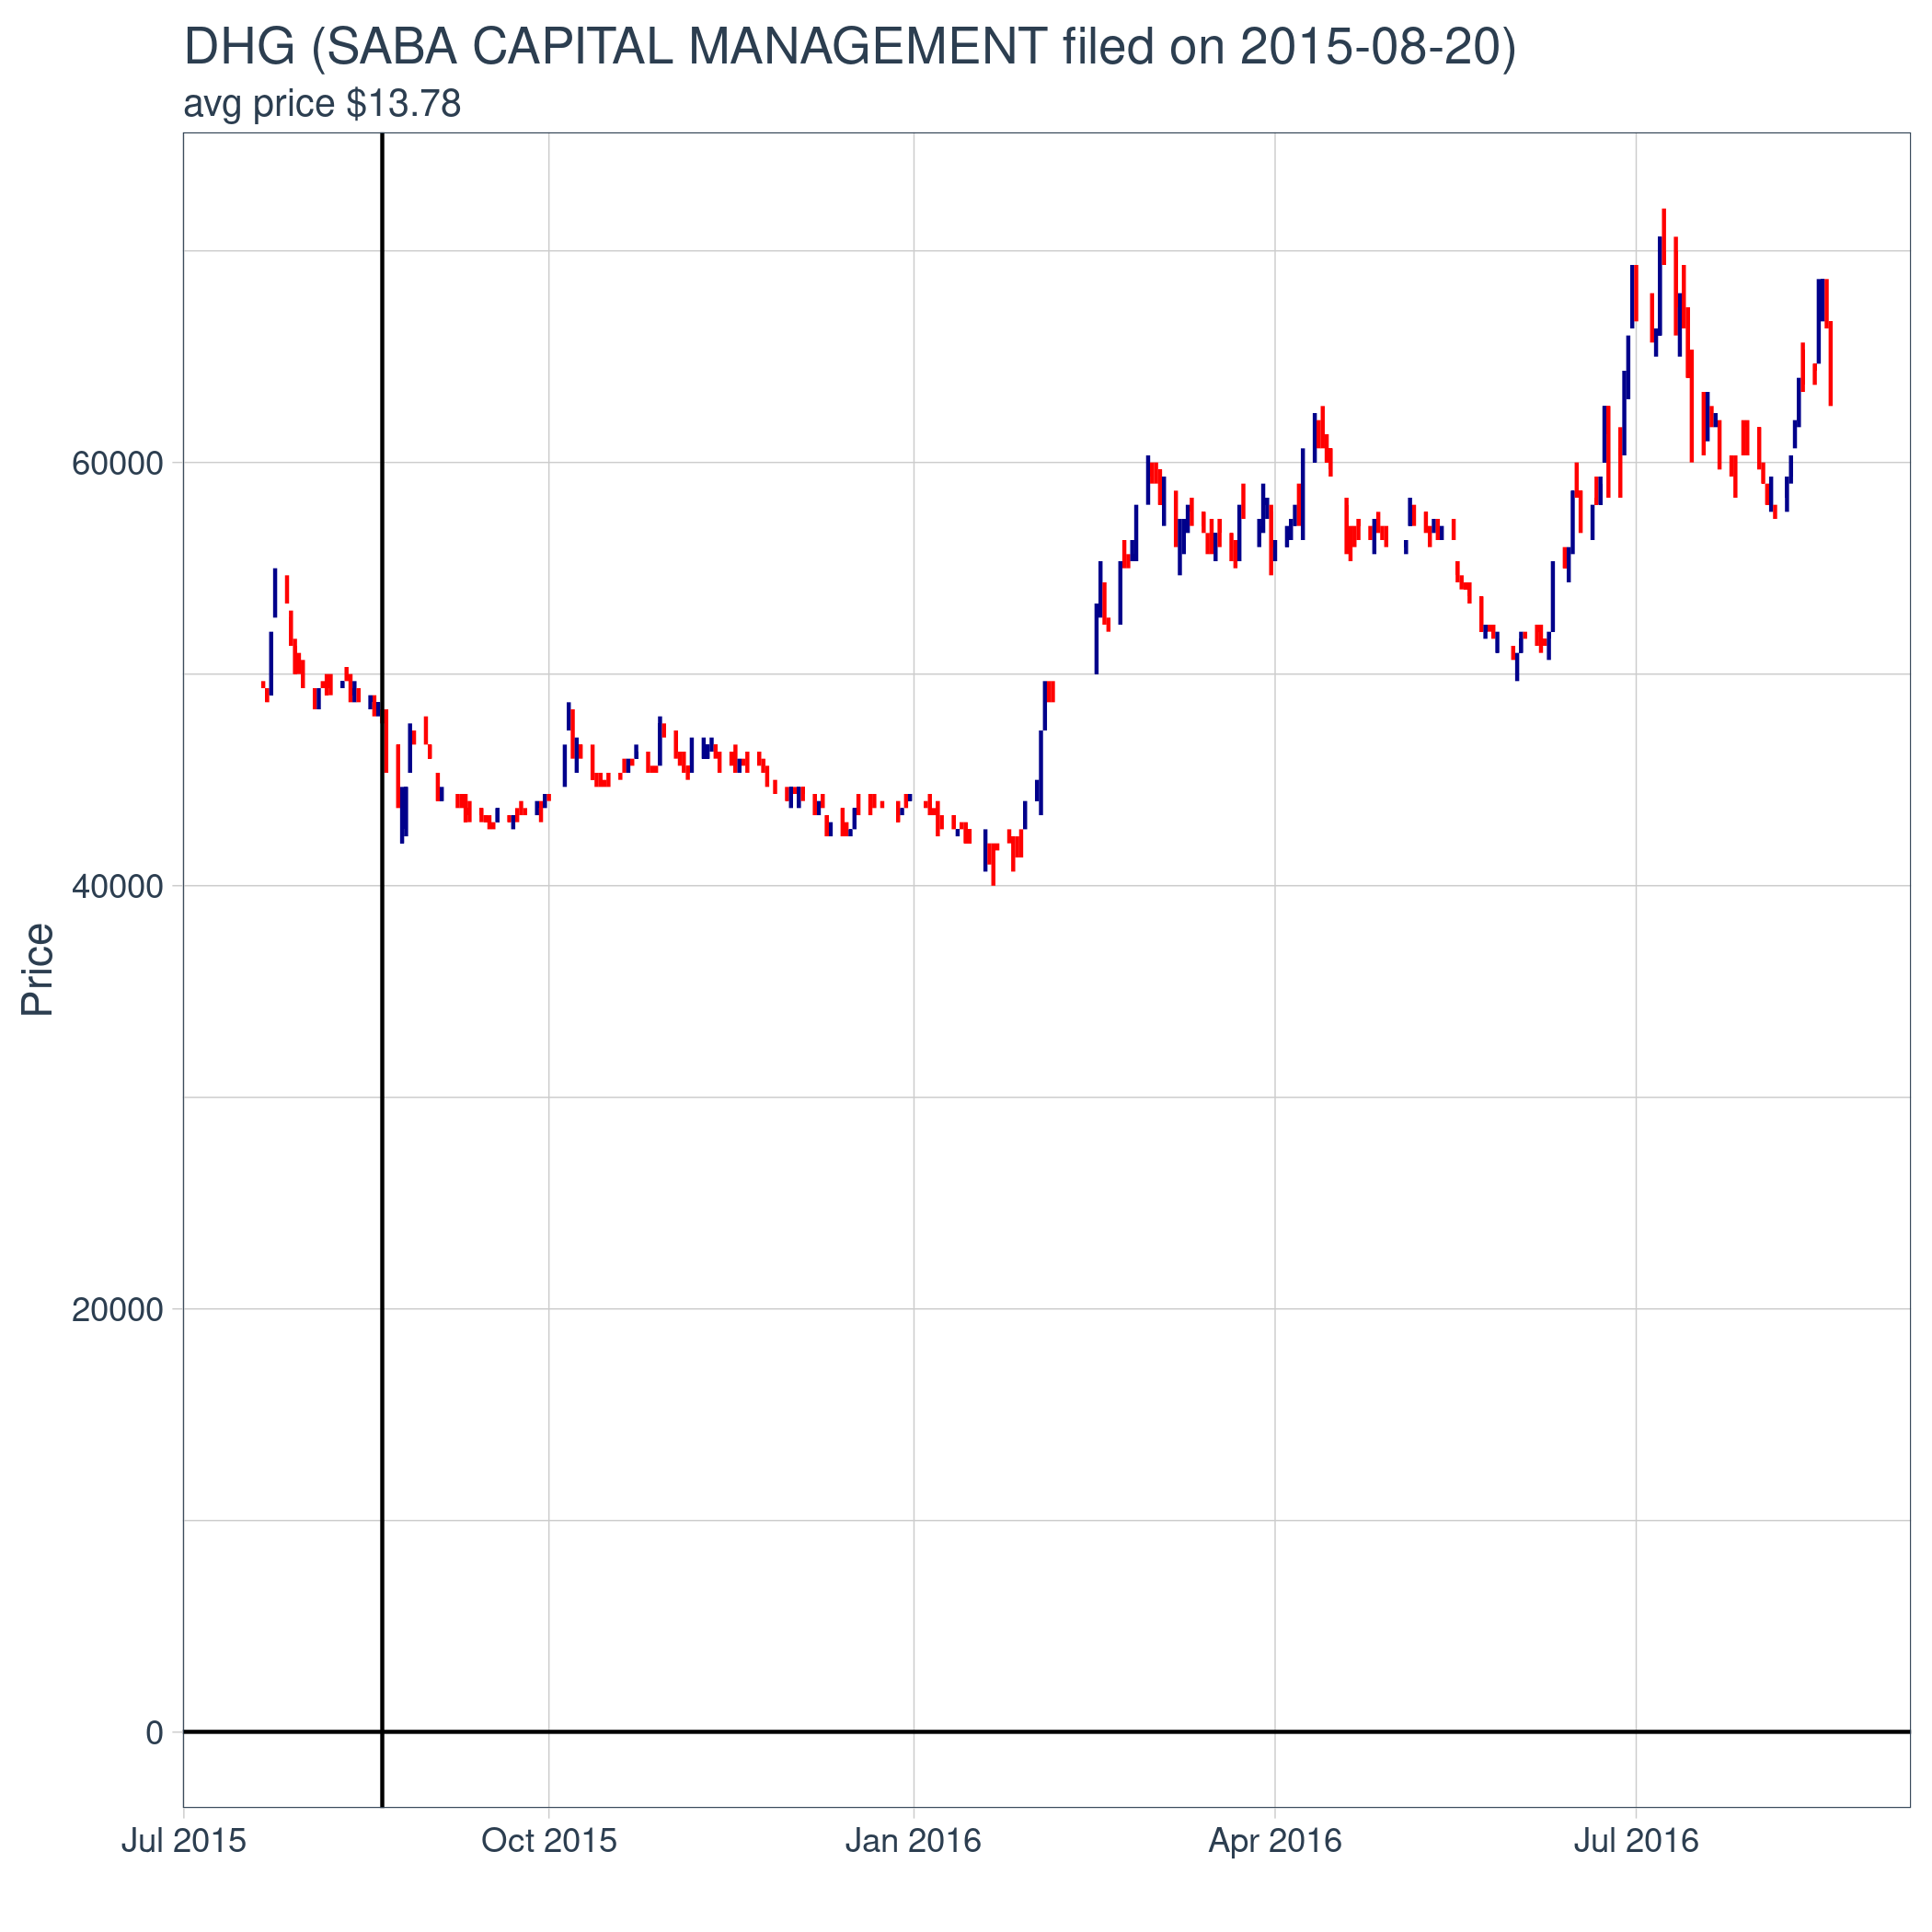 DHG (SABA CAPITAL MANAGEMENT filed on 2015-08-20)
avg price $13.78
Price
60000
40000
20000
0
Jul 2015
Oct 2015
Jan 2016
Apr 2016
Jul 2016